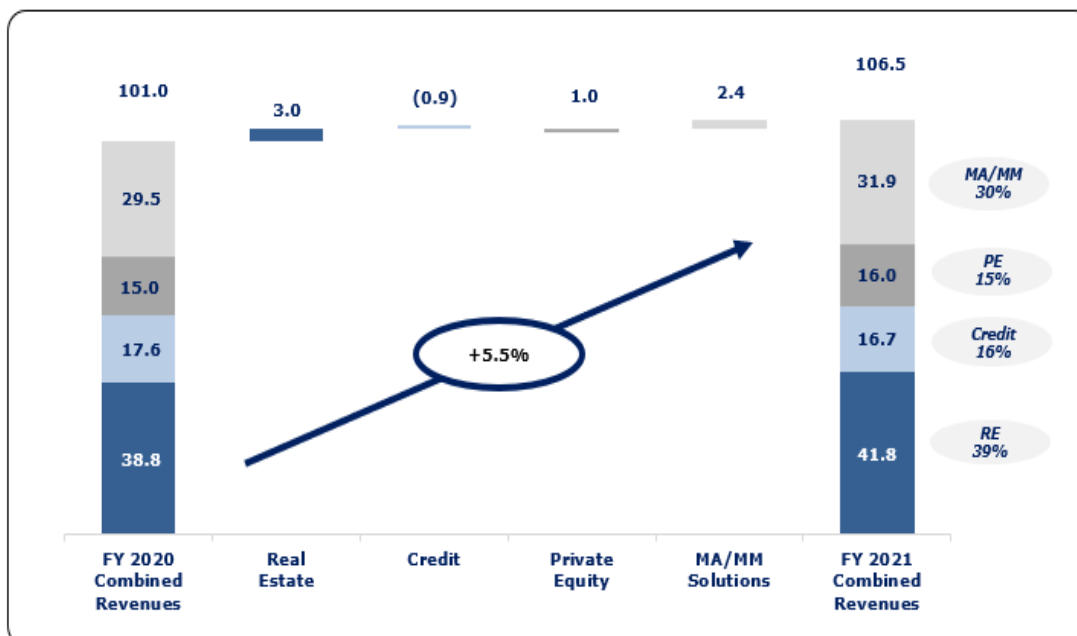 101.0
3.0
(0.9)
1.0
2.4
106.5
29.5
15.0
17.6
38.8
+5.5%
31.9
16.0
16.7
41.8
MA/MM
30%
PE
15%
Credit
16%
RE
39%
FY 2020
Combined
Revenues
Real
Estate
Credit
Private
Equity
MA/MM
Solutions
FY 2021
Combined
Revenues